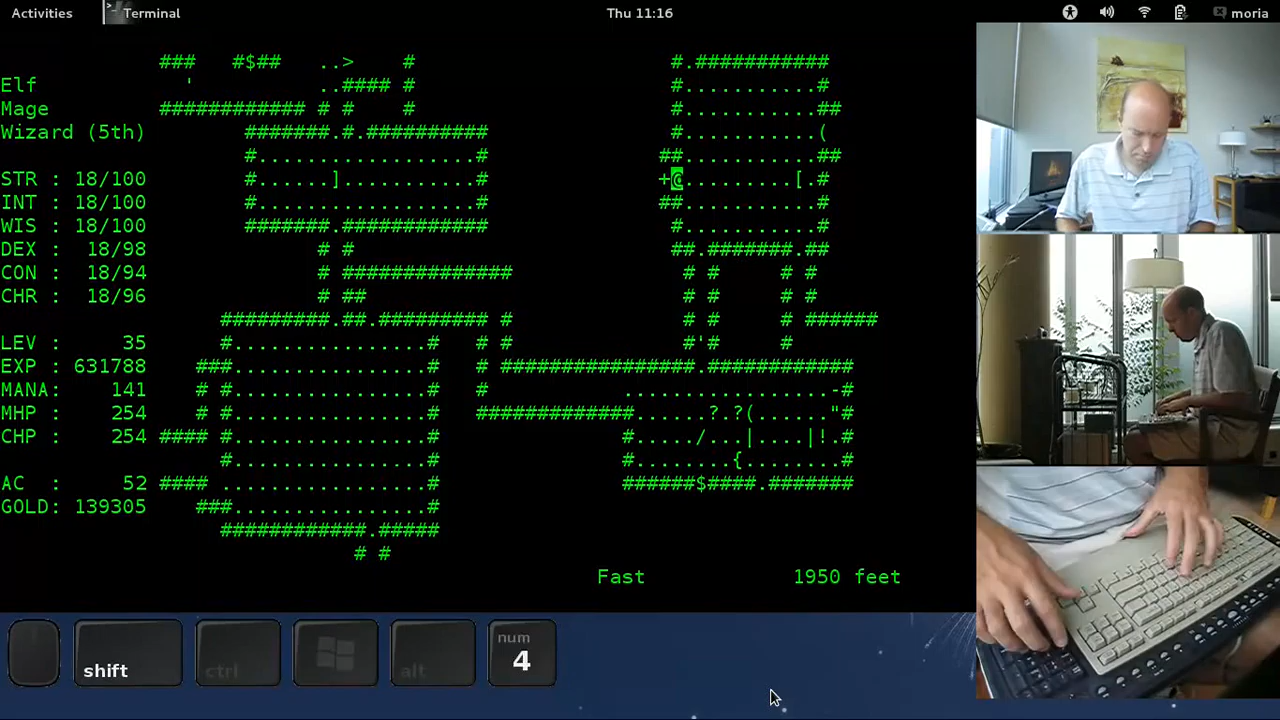 Activities Terminal Thu 11:16 moria
### #$## ..> # #.###########
Elf ' ..#### # #...........#
Mage ############ # # # #...........##
Wizard (5th) #######.#.########## #...........(
#..................# ##..........##
STR : 18/100 #......]...........# +@.........[.#
INT : 18/100 #..................# ##..........#
WIS : 18/100 #######.############ #...........#
DEX : 18/98 # # ##.#######.##
CON : 18/94 # ############## # # # #
CHR : 18/96 # ## # # # #
#########.##.######### # # # # ######
LEV : 35 #................# # # #'# #
EXP : 631788 ###................# # ################.############
MANA: 141 # #................# # .................-#
MHP : 254 # #................# #############......?.?(......"#
CHP : 254 #### #................# #...../...|....|!.#
#................# #........{........#
AC : 52 #### .................# ######$####.#######
GOLD: 139305 ###................#
############.#####
# #
Fast 1950 feet
shift ctrl alt num 4